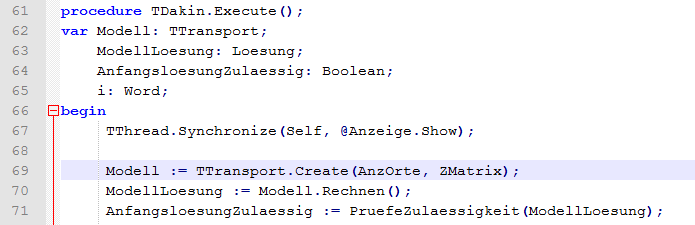 61 procedure TDakin.Execute();
62 var Modell: TTransport;
63 ModellLoesung: Loesung;
64 AnfangsloesungZulaessig: Boolean;
65 i: Word;
66 begin
67 TThread.Synchronize(Self, @Anzeige.Show);
68
69 Modell := TTransport.Create(AnzOrte, ZMatrix);
70 ModellLoesung := Modell.Rechnen();
71 AnfangsloesungZulaessig := PruefeZulaessigkeit(ModellLoesung);